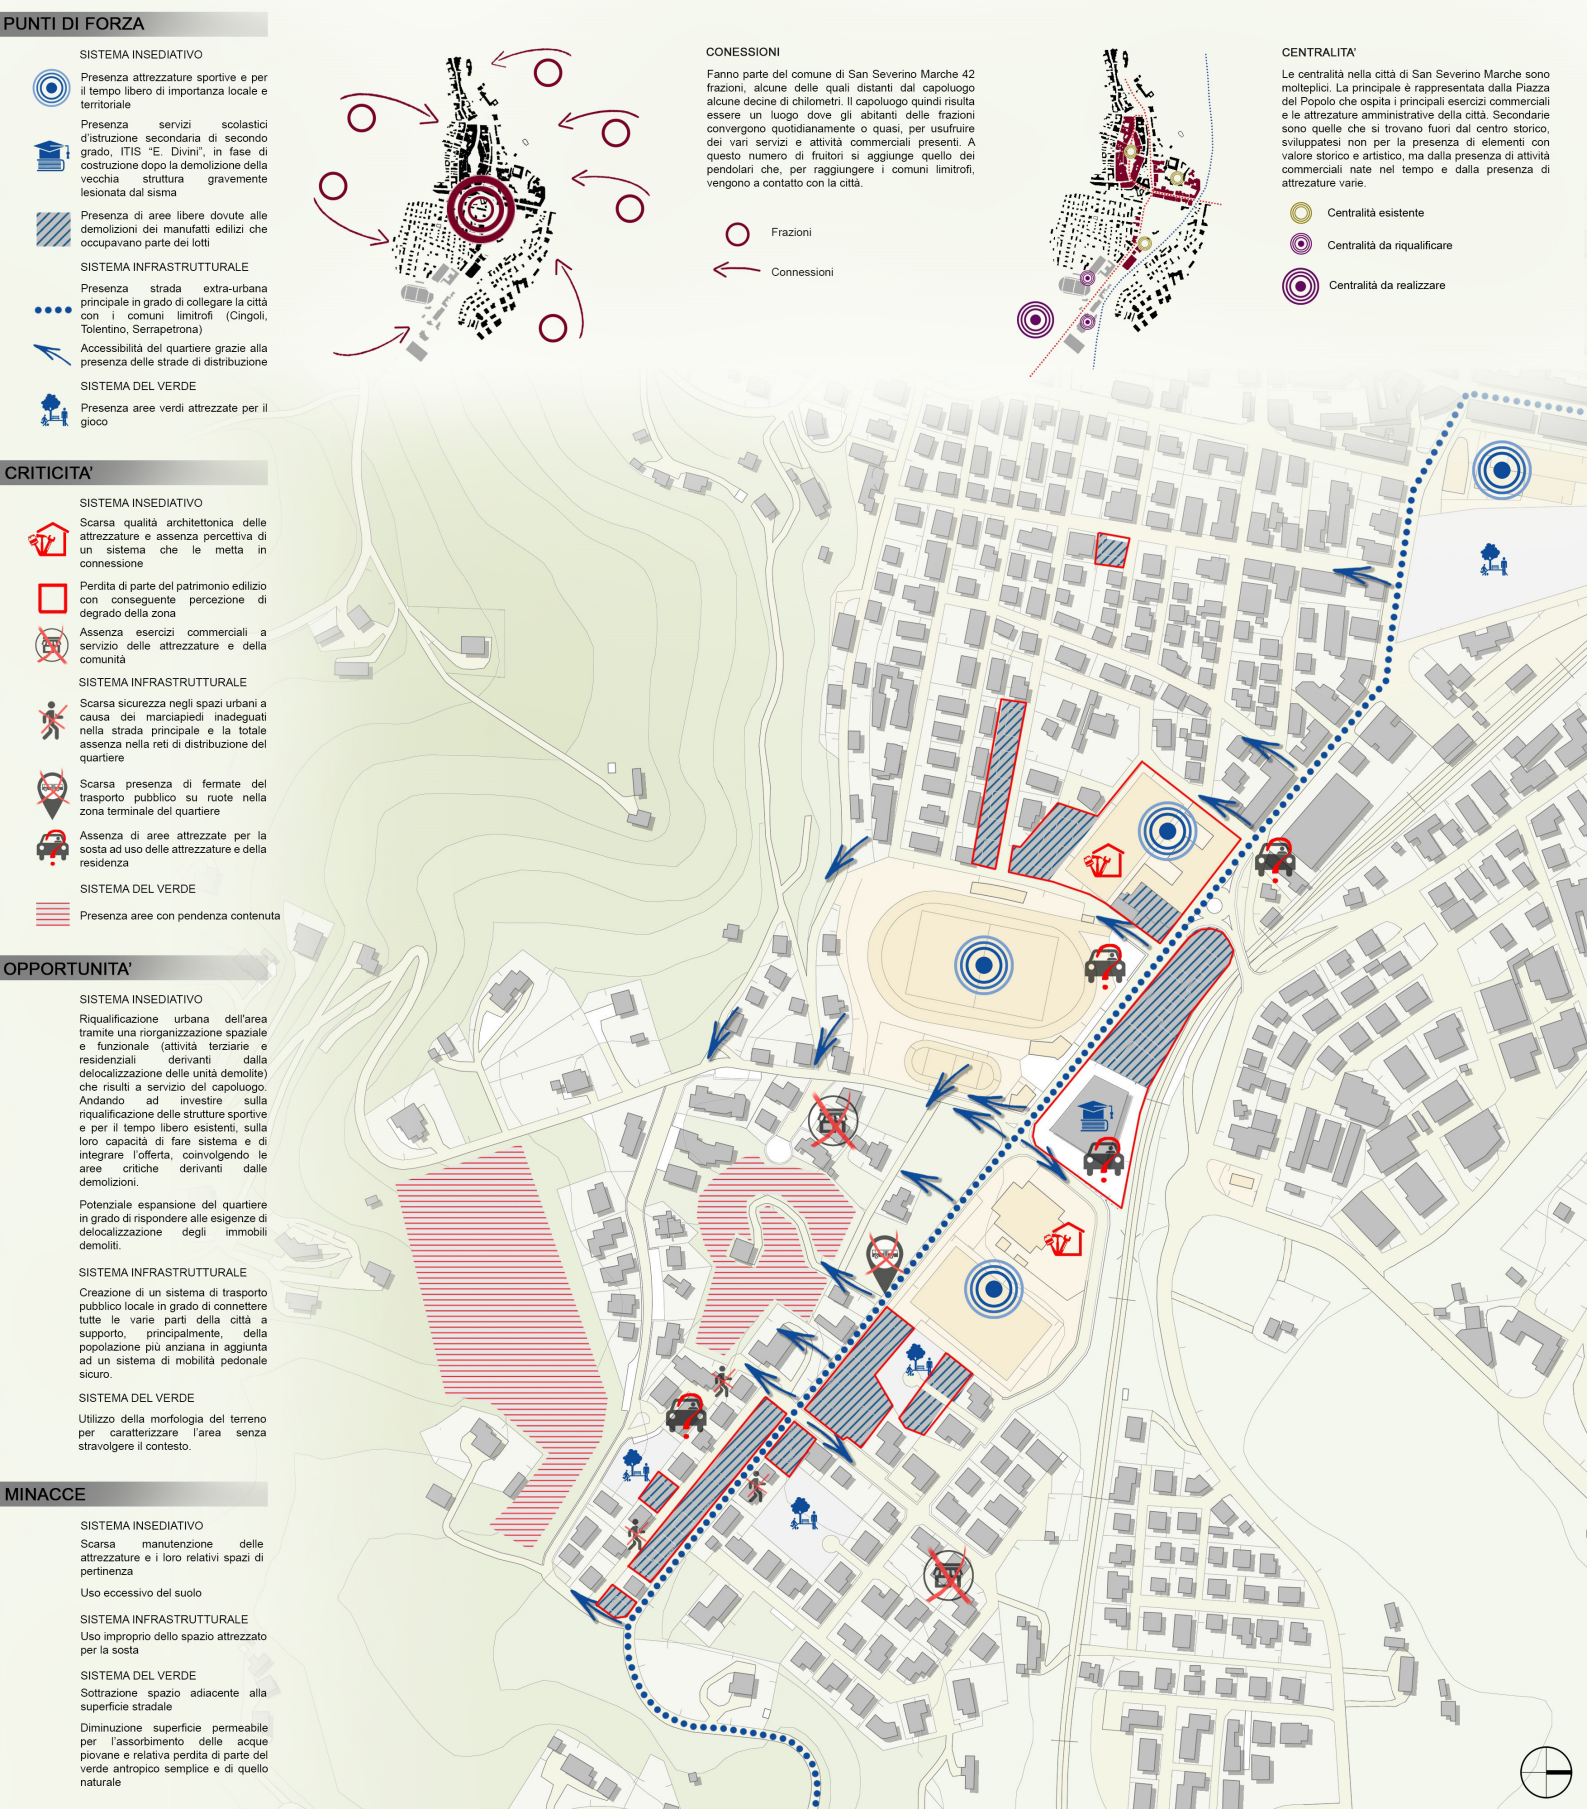 PUNTI DI FORZA
SISTEMA INSEDIATIVO
Presenza attrezzature sportive e per
il tempo libero di importanza locale e
territoriale
Presenza servizi scolastici
d'istruzione secondaria di secondo
grado, ITIS “E. Divini”, in fase di
costruzione dopo la demolizione della
vecchia struttura gravemente
lesionata dal sisma
Presenza di aree libere dovute alle
demolizioni dei manufatti edilizi che
occupavano parte dei lotti
SISTEMA INFRASTRUTTURALE
Presenza strada extra-urbana
principale in grado di collegare la città
con i comuni limitrofi (Cingoli,
Tolentino, Serrapetrona)
Accessibilità del quartiere grazie alla
presenza delle strade di distribuzione
SISTEMA DEL VERDE
Presenza aree verdi attrezzate per il
gioco
CRITICITA'
SISTEMA INSEDIATIVO
Scarsa qualità architettonica delle
attrezzature e assenza percettiva di
un sistema che le metta in
connessione
Perdita di parte del patrimonio edilizio
con conseguente percezione di
degrado della zona
Assenza esercizi commerciali a
servizio delle attrezzature e della
comunità
SISTEMA INFRASTRUTTURALE
Scarsa sicurezza negli spazi urbani a
causa dei marciapiedi inadeguati
nella strada principale e la totale
assenza nella reti di distribuzione del
quartiere
Scarsa presenza di fermate del
trasporto pubblico su ruote nella
zona terminale del quartiere
Assenza di aree attrezzate per la
sosta ad uso delle attrezzature e della
residenza
SISTEMA DEL VERDE
Presenza aree con pendenza contenuta
OPPORTUNITA'
SISTEMA INSEDIATIVO
Riqualificazione urbana dell'area
tramite una riorganizzazione spaziale
e funzionale (attività terziarie e
residenziali derivanti dalla
delocalizzazione delle unità demolite)
che risulti a servizio del capoluogo.
Andando ad investire sulla
riqualificazione delle strutture sportive
e per il tempo libero esistenti, sulla
loro capacità di fare sistema e di
integrare l'offerta, coinvolgendo le
aree critiche derivanti dalle
demolizioni.
Potenziale espansione del quartiere
in grado di rispondere alle esigenze di
delocalizzazione degli immobili
demoliti.
SISTEMA INFRASTRUTTURALE
Creazione di un sistema di trasporto
pubblico locale in grado di connettere
tutte le varie parti della città a
supporto, principalmente, della
popolazione più anziana in aggiunta
ad un sistema di mobilità pedonale
sicuro.
SISTEMA DEL VERDE
Utilizzo della morfologia del terreno
per caratterizzare l'area senza
stravolgere il contesto.
MINACCE
SISTEMA INSEDIATIVO
Scarsa manutenzione delle
attrezzature e i loro relativi spazi di
pertinenza
Uso eccessivo del suolo
SISTEMA INFRASTRUTTURALE
Uso improprio dello spazio attrezzato
per la sosta
SISTEMA DEL VERDE
Sottrazione spazio adiacente alla
superficie stradale
Diminuzione superficie permeabile
per l'assorbimento delle acque
piovane e relativa perdita di parte del
verde antropico semplice e di quello
naturale
CONESSIONI
Fanno parte del comune di San Severino Marche 42
frazioni, alcune delle quali distanti dal capoluogo
alcune decine di chilometri. Il capoluogo quindi risulta
essere un luogo dove gli abitanti delle frazioni
convergono quotidianamente o quasi, per usufruire
dei vari servizi e attività commerciali presenti. A
questo numero di fruitori si aggiunge quello dei
pendolari che, per raggiungere i comuni limitrofi,
vengono a contatto con la città.
Frazioni
Connessioni
CENTRALITA'
Le centralità nella città di San Severino Marche sono
molteplici. La principale è rappresentata dalla Piazza
del Popolo che ospita i principali esercizi commerciali
e le attrezature amministrative della città. Secondarie
sono quelle che si trovano fuori dal centro storico,
sviluppatesi non per la presenza di elementi con
valore storico e artistico, ma dalla presenza di attività
commerciali nate nel tempo e dalla presenza di
attrezature varie.
Centralità esistente
Centralità da riqualificare
Centralità da realizzare